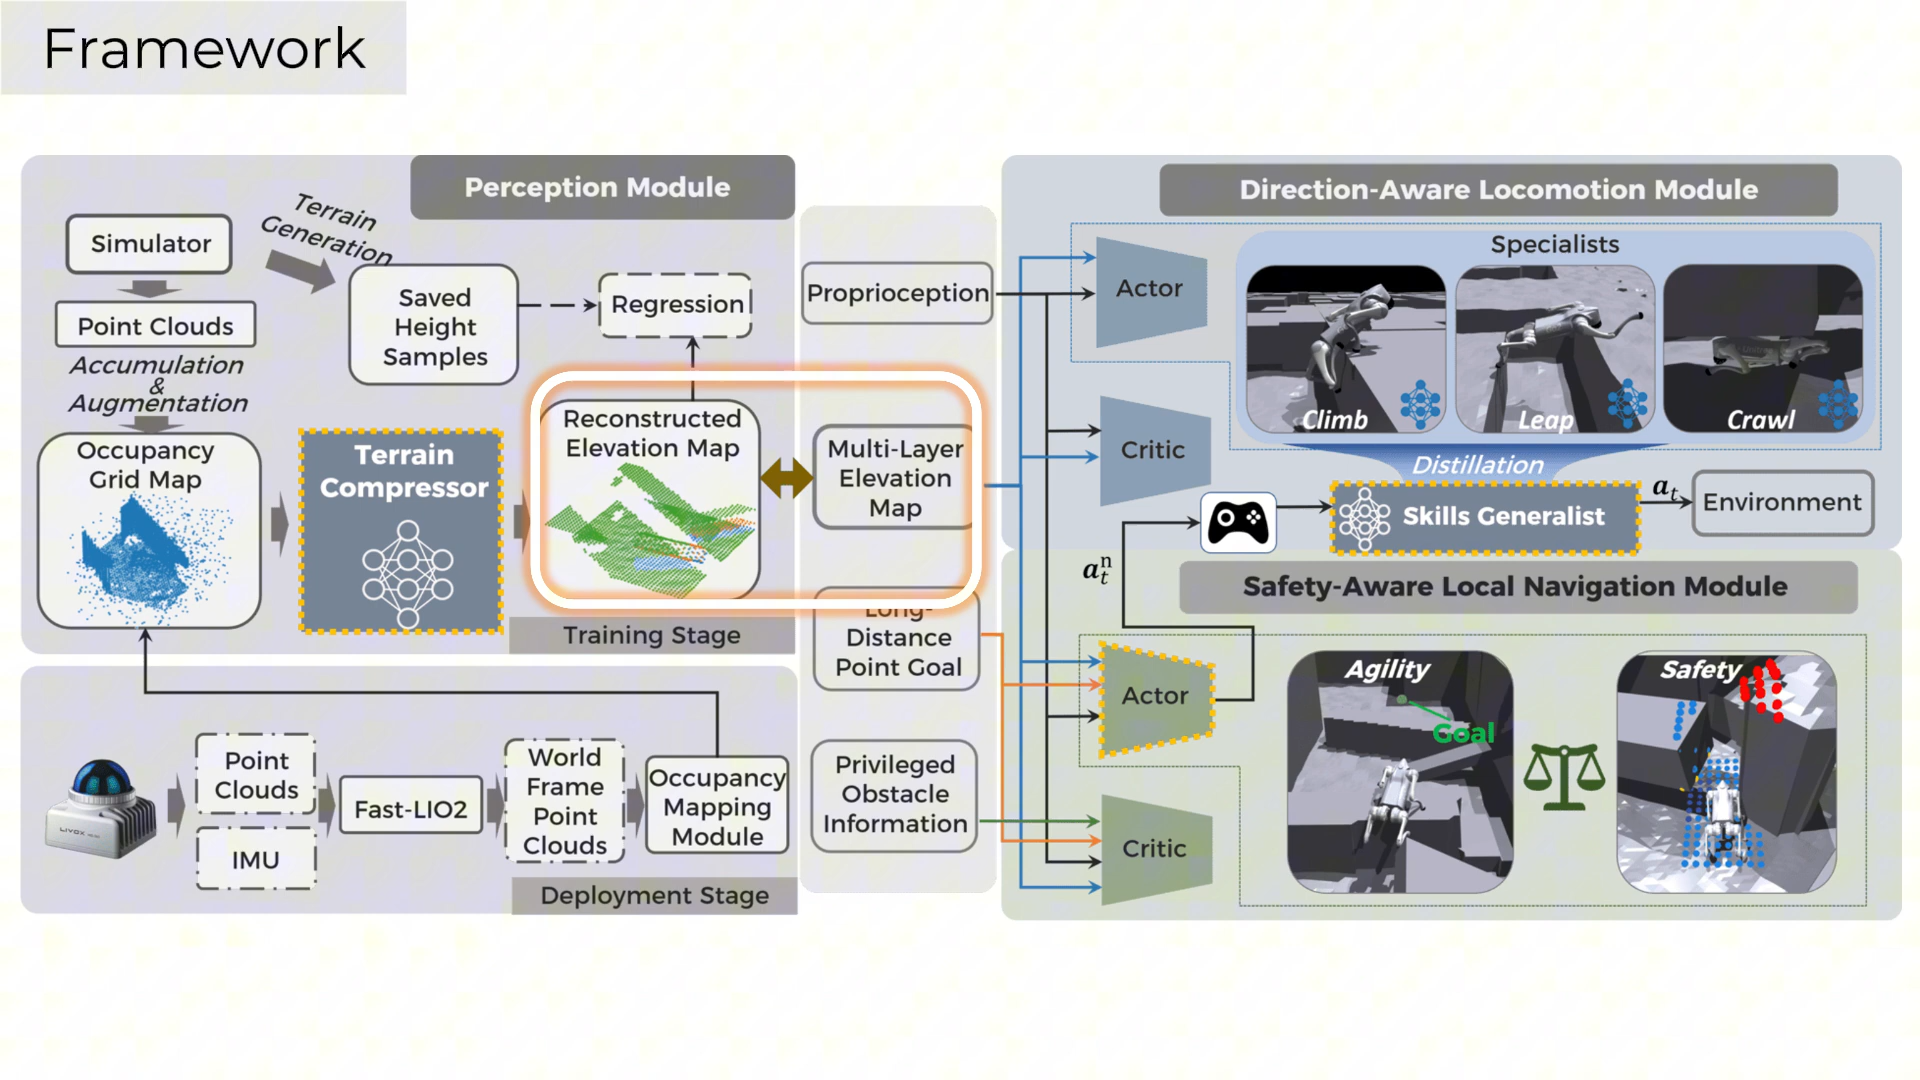 Framework
Perception Module
Simulator
Terrain
Generation
Point Clouds
Accumulation
&
Augmentation
Saved
Height
Samples
Regression
Occupancy
Grid Map
Terrain
Compressor
Reconstructed
Elevation Map
Training Stage
Point
Clouds
IMU
Fast-LIO2
World
Frame
Point
Clouds
Occupancy
Mapping
Module
LIVOX
Deployment Stage
Proprioception
Multi-Layer
Elevation
Map
Long-
Distance
Point Goal
Privileged
Obstacle
Information
Direction-Aware Locomotion Module
Actor
Critic
Specialists
Climb
Leap
Crawl
Distillation
Skills Generalist
a_t
Environment
a_t^n
Safety-Aware Local Navigation Module
Actor
Critic
Agility
Goal
Safety